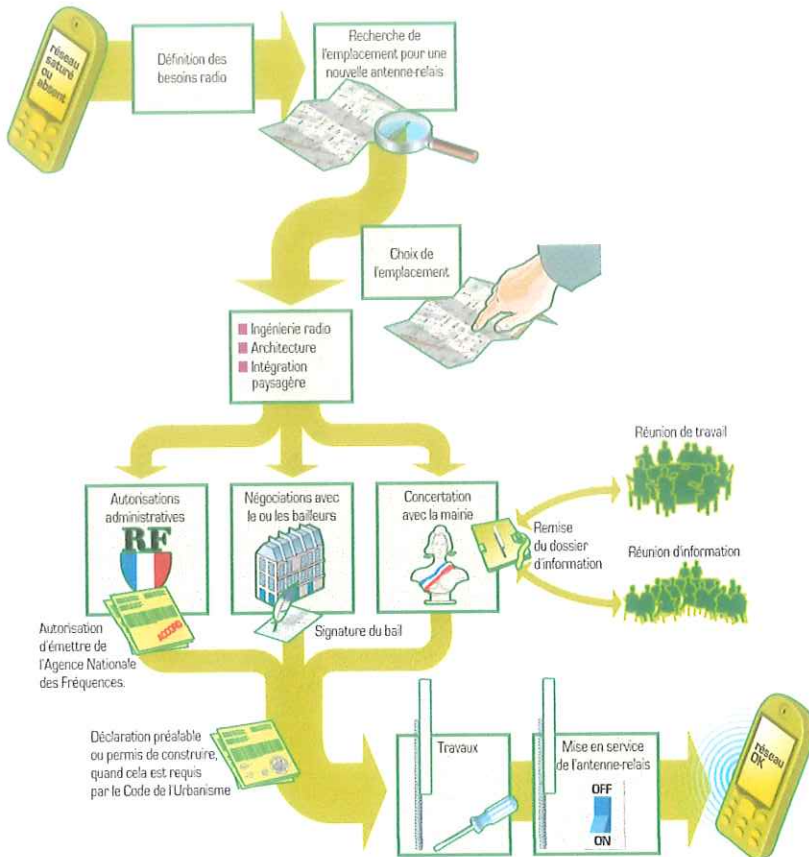 réseau
saturé
ou
absent
Définition des
besoins radio
Recherche de
l'emplacement pour une
nouvelle antenne-relais
Choix de
l'emplacement
Ingénierie radio
Architecture
Intégration
paysagère
Autorisations
administratives
RF
ACCORD
Autorisation
d'émettre de
l'Agence Nationale
des Fréquences.
Négociations avec
le ou les bailleurs
Signature du bail
Concertation
avec la mairie
Remise
du dossier
d'information
Réunion de travail
Réunion d'information
Déclaration préalable
ou permis de construire,
quand cela est requis
par le Code de l'Urbanisme
Travaux
Mise en service
de l'antenne-relais
OFF
ON
réseau
OK